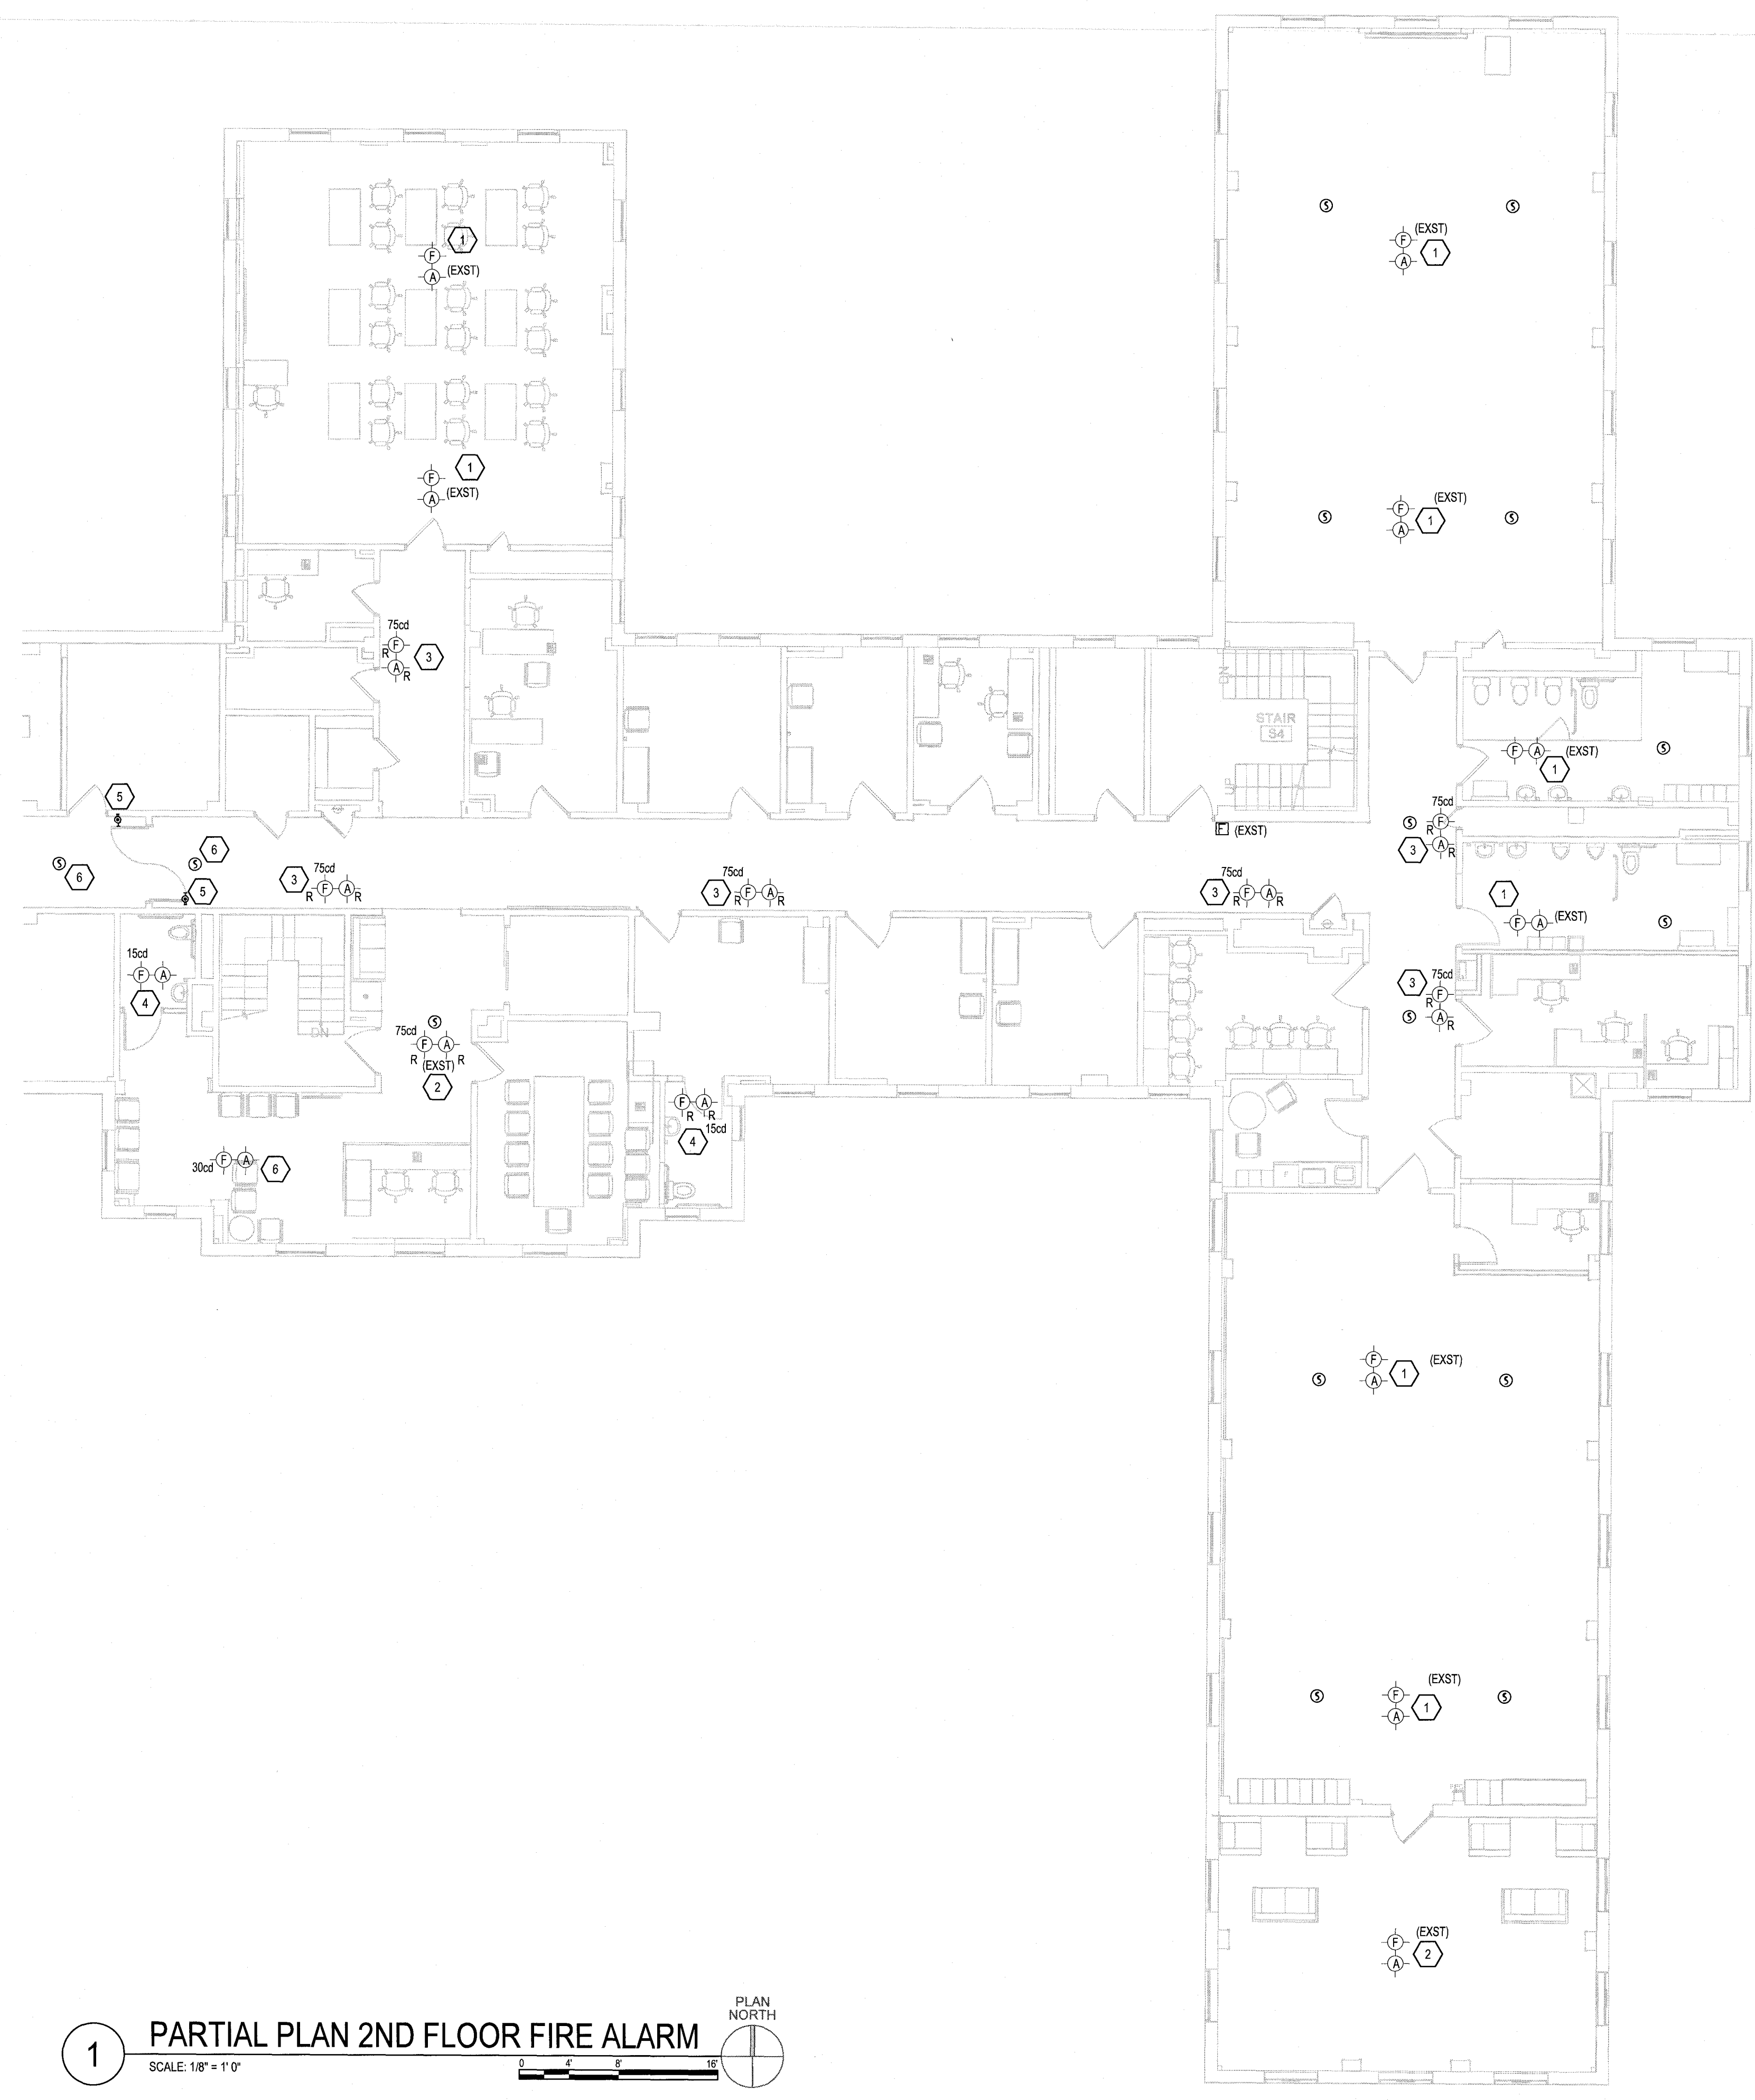 S S
(EXST)
F 1
A
1
F
A (EXST)
1
F
A (EXST)
(EXST)
F
A 1
S S
75cd
F
R
A 3
R
STAIR
S4
F A (EXST)
1
S
5
6
S 6
S
5
75cd
3 F A
R R
75cd
3 F A
R R
F (EXST)
75cd
3 F A
R R
75cd
S F
R
3 A R
1
F A (EXST)
S
15cd
F A
4
DN
S
75cd
F A
R (EXST) R
2
75cd
3 F
R
S A
R
F A
R R
15cd
4
30cd F A 6
F
F (EXST)
A 1
S S
(EXST)
F
A 1
S S
(EXST)
F
A 2
PLAN
NORTH
1
PARTIAL PLAN 2ND FLOOR FIRE ALARM
SCALE: 1/8" = 1' 0"
0 4' 8' 16'